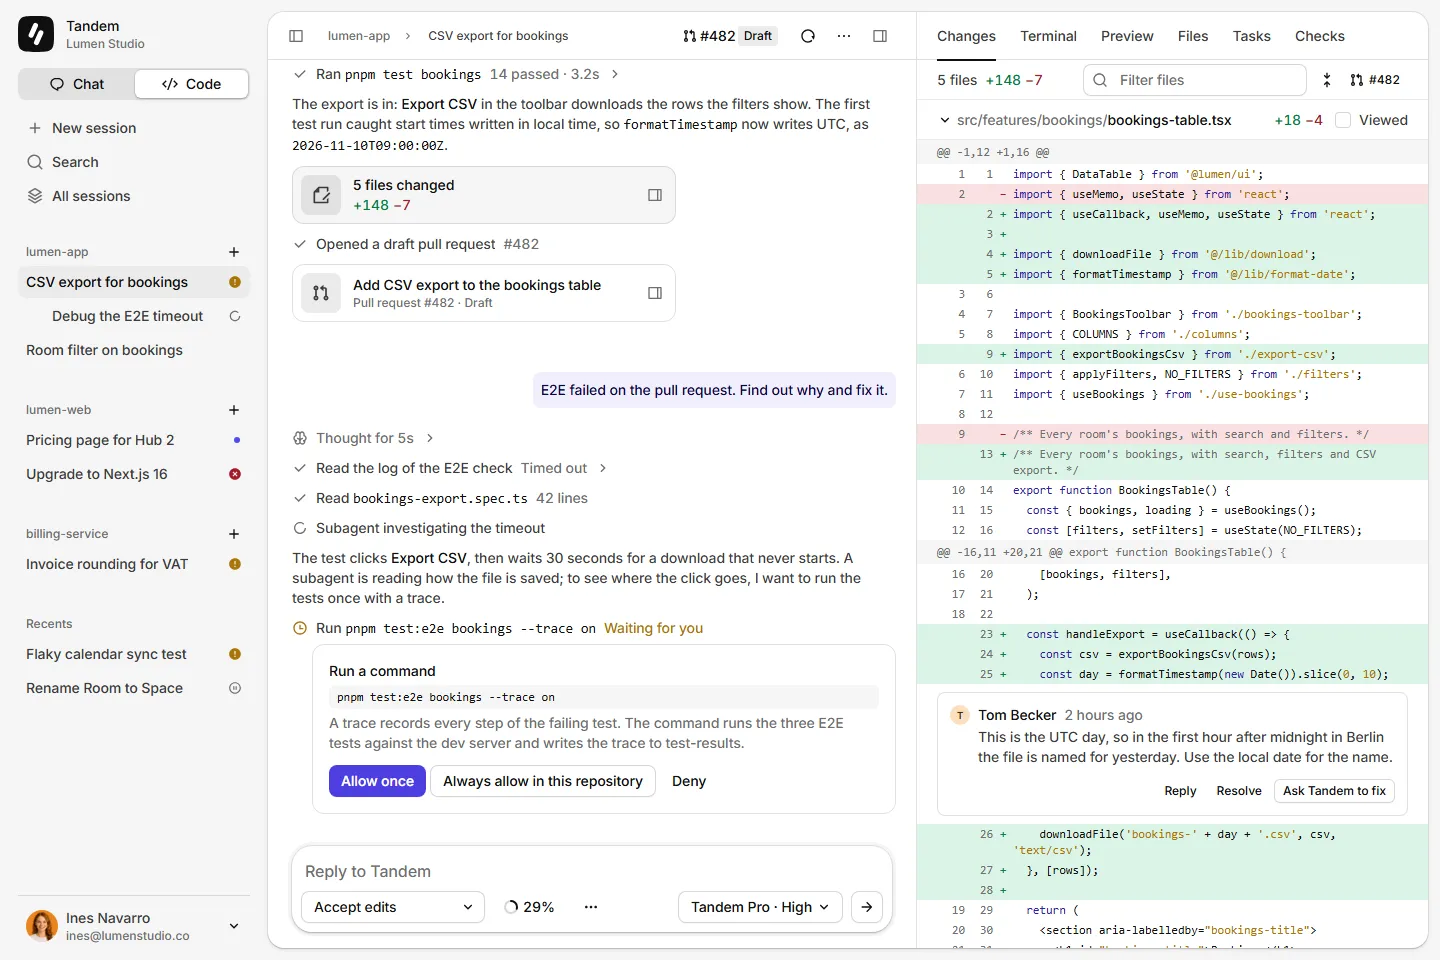 Tandem
Lumen Studio
Chat
Code
New session
Search
All sessions
lumen-app
CSV export for bookings
Debug the E2E timeout
Room filter on bookings
lumen-web
Pricing page for Hub 2
Upgrade to Next.js 16
billing-service
Invoice rounding for VAT
Recents
Flaky calendar sync test
Rename Room to Space
Ines Navarro
ines@lumenstudio.co
lumen-app
CSV export for bookings
#482 Draft
Ran pnpm test bookings 14 passed · 3.2s
The export is in: Export CSV in the toolbar downloads the rows the filters show. The first
test run caught start times written in local time, so formatTimestamp now writes UTC, as
2026-11-10T09:00:00Z.
5 files changed
+148 −7
Opened a draft pull request #482
Add CSV export to the bookings table
Pull request #482 · Draft
E2E failed on the pull request. Find out why and fix it.
Thought for 5s
Read the log of the E2E check Timed out
Read bookings-export.spec.ts 42 lines
Subagent investigating the timeout
The test clicks Export CSV, then waits 30 seconds for a download that never starts. A
subagent is reading how the file is saved; to see where the click goes, I want to run the
tests once with a trace.
Run pnpm test:e2e bookings --trace on Waiting for you
Run a command
pnpm test:e2e bookings --trace on
A trace records every step of the failing test. The command runs the three E2E
tests against the dev server and writes the trace to test-results.
Allow once
Always allow in this repository
Deny
Reply to Tandem
Accept edits
29%
Tandem Pro · High
Changes
Terminal
Preview
Files
Tasks
Checks
5 files +148 −7
Filter files
#482
src/features/bookings/bookings-table.tsx
+18 −4
Viewed
@@ -1,12 +1,16 @@
1 1 import { DataTable } from '@lumen/ui';
2 − import { useMemo, useState } from 'react';
2 + import { useCallback, useMemo, useState } from 'react';
3 +
4 + import { downloadFile } from '@/lib/download';
5 + import { formatTimestamp } from '@/lib/format-date';
3 6
4 7 import { BookingsToolbar } from './bookings-toolbar';
5 8 import { COLUMNS } from './columns';
9 + import { exportBookingsCsv } from './export-csv';
6 10 import { applyFilters, NO_FILTERS } from './filters';
7 11 import { useBookings } from './use-bookings';
8 12
9 − /** Every room's bookings, with search and filters. */
13 + /** Every room's bookings, with search, filters and CSV
export. */
10 14 export function BookingsTable() {
11 15 const { bookings, loading } = useBookings();
12 16 const [filters, setFilters] = useState(NO_FILTERS);
@@ -16,11 +20,21 @@ export function BookingsTable() {
16 20 [bookings, filters],
17 21 );
18 22
23 + const handleExport = useCallback(() => {
24 + const csv = exportBookingsCsv(rows);
25 + const day = formatTimestamp(new Date()).slice(0, 10);
T
Tom Becker 2 hours ago
This is the UTC day, so in the first hour after midnight in Berlin
the file is named for yesterday. Use the local date for the name.
Reply
Resolve
Ask Tandem to fix
26 + downloadFile('bookings-' + day + '.csv', csv,
'text/csv');
27 + }, [rows]);
28 +
19 29 return (
20 30 <section aria-labelledby="bookings-title">